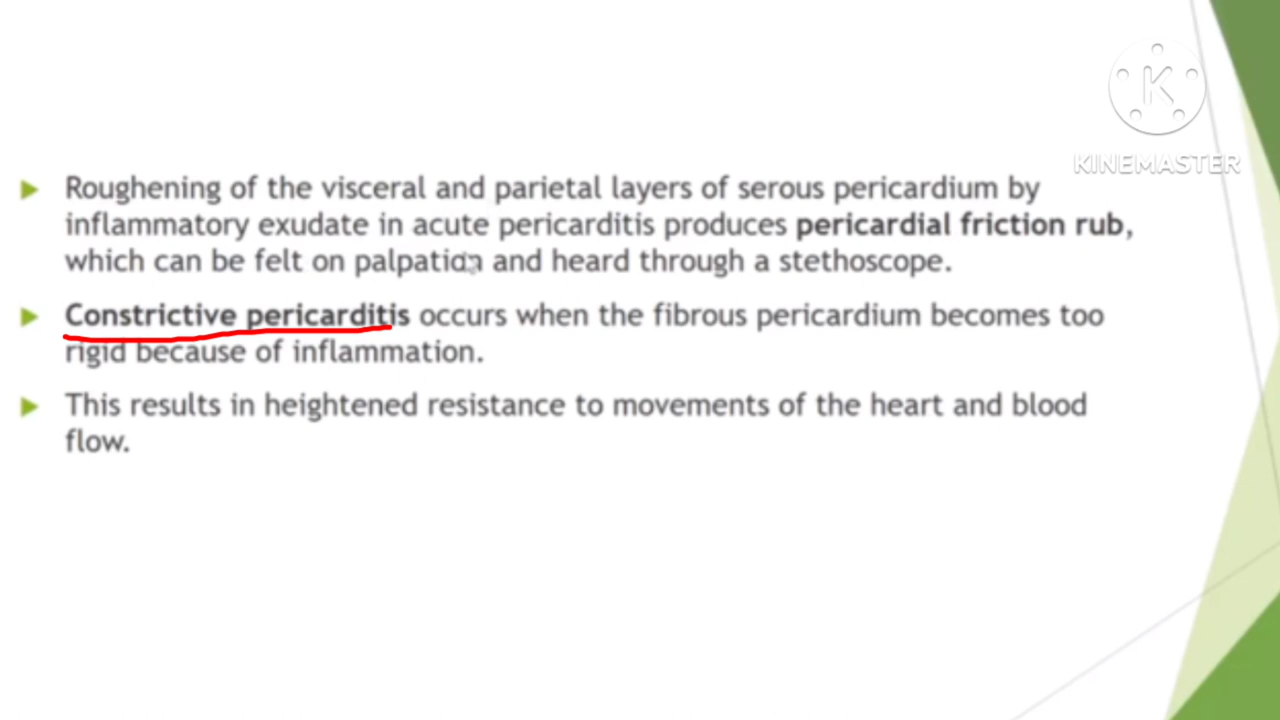 KINEMASTER
Roughening of the visceral and parietal layers of serous pericardium by
inflammatory exudate in acute pericarditis produces pericardial friction rub,
which can be felt on palpation and heard through a stethoscope.
Constrictive pericarditis occurs when the fibrous pericardium becomes too
rigid because of inflammation.
This results in heightened resistance to movements of the heart and blood
flow.